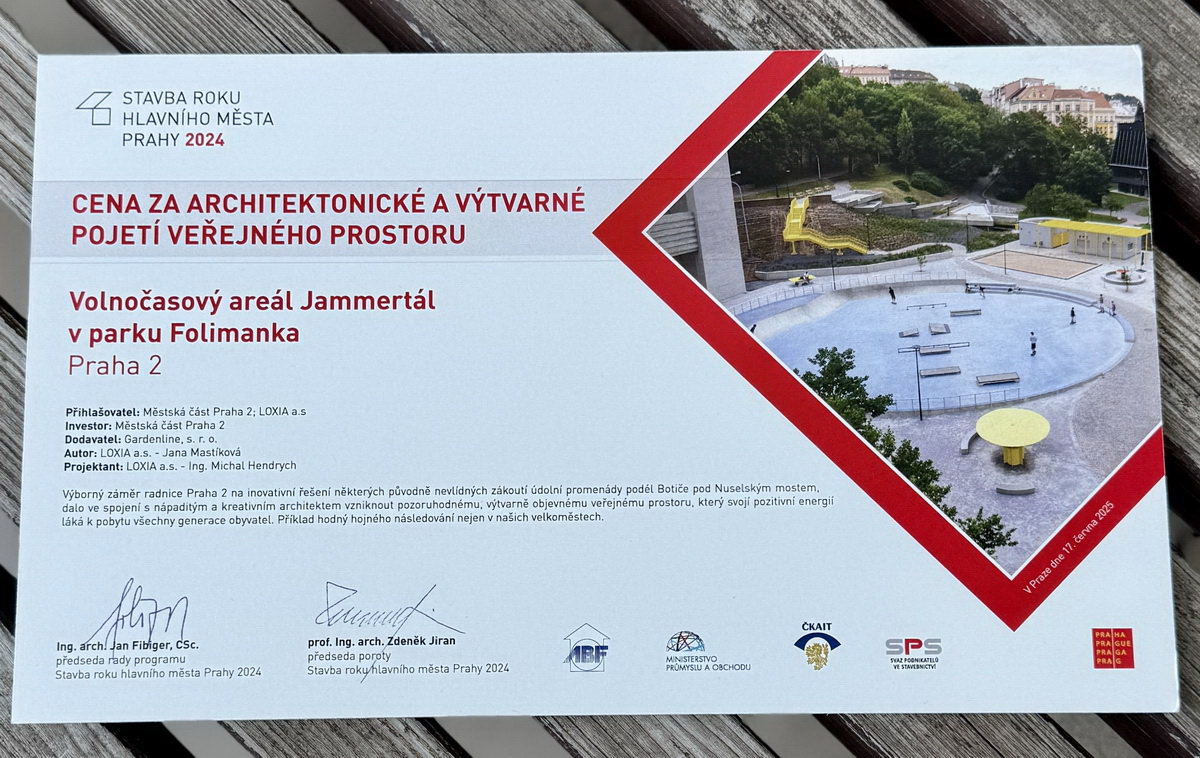 STAVBA ROKU
HLAVNÍHO MĚSTA
PRAHY 2024
CENA ZA ARCHITEKTONICKÉ A VÝTVARNÉ
POJETÍ VEŘEJNÉHO PROSTORU
Volnočasový areál Jammertál
v parku Folimanka
Praha 2
Přihlašovatel: Městská část Praha 2; LOXIA a.s
Investor: Městská část Praha 2
Dodavatel: Gardenline, s. r. o.
Autor: LOXIA a.s. - Jana Mastíková
Projektant: LOXIA a.s. - Ing. Michal Hendrych
Výborný záměr radnice Praha 2 na inovativní řešení některých původně nevlídných zákoutí údolní promenády podél Botiče pod Nuselským mostem,
dalo ve spojení s nápaditým a kreativním architektem vzniknout pozoruhodnému, výtvarně objevnému veřejnému prostoru, který svojí pozitivní energií
láká k pobytu všechny generace obyvatel. Příklad hodný hojného následování nejen v našich velkoměstech.
V Praze dne 17. června 2025
Ing. arch. Jan Fibiger, CSc.
předseda rady programu
Stavba roku hlavního města Prahy 2024
prof. Ing. arch. Zdeněk Jiran
předseda poroty
Stavba roku hlavního města Prahy 2024
ABF
MINISTERSTVO
PRŮMYSLU A OBCHODU
ČKAIT
SPS
SVAZ PODNIKATELŮ
VE STAVEBNICTVÍ
PRAHA
PRAGUE
PRAGA
PRAG